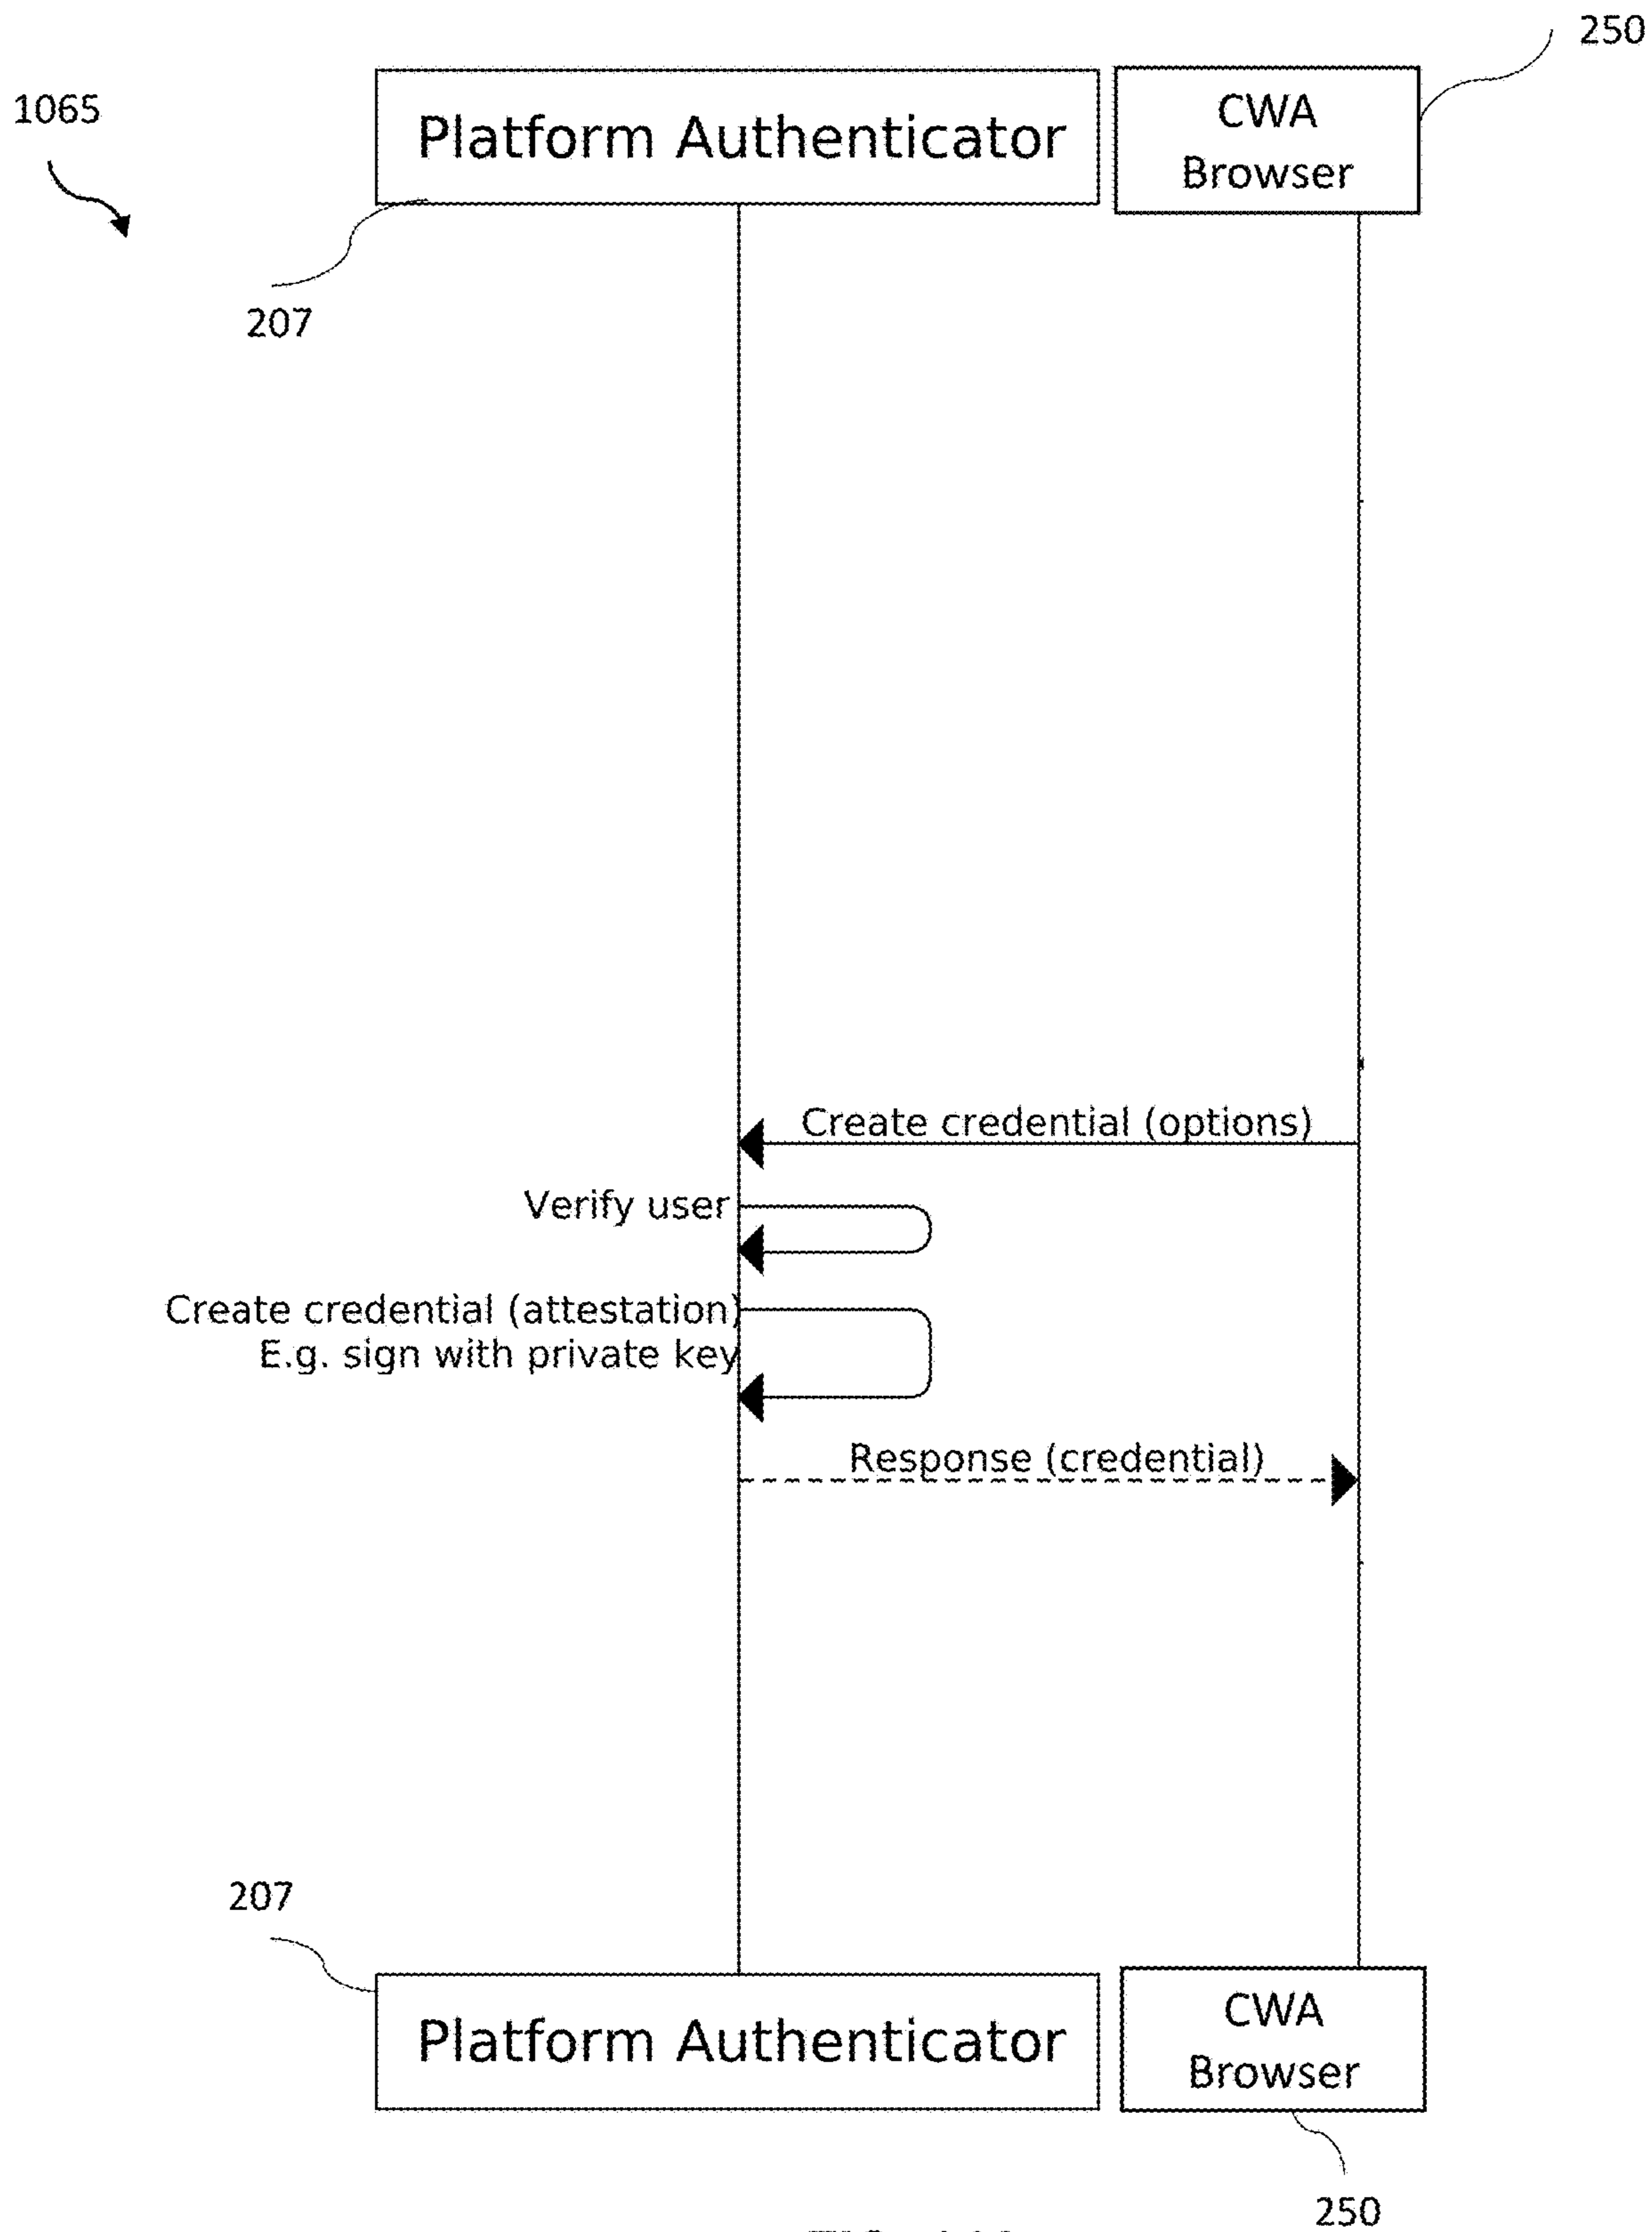 250
1065
Platform Authenticator
CWA
Browser
207
Create credential (options)
Verify user
Create credential (attestation)
E.g. sign with private key
Response (credential)
207
Platform Authenticator
CWA
Browser
250